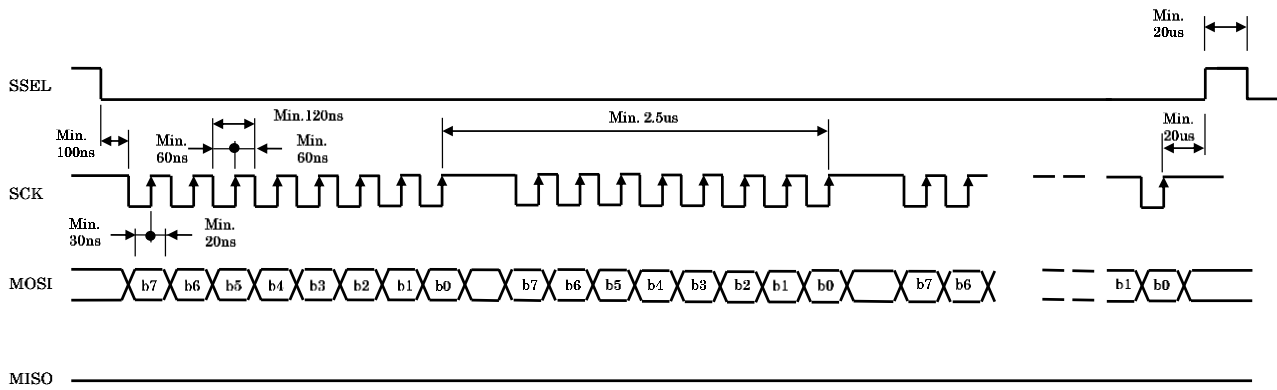 Min.
20us
SSEL
Min.120ns
Min. 2.5us
Min.
100ns
Min.
60ns
Min.
60ns
Min.
20us
SCK
Min.
30ns
Min.
20ns
MOSI
b7 b6 b5 b4 b3 b2 b1 b0 b7 b6 b5 b4 b3 b2 b1 b0 b7 b6 b1 b0
MISO